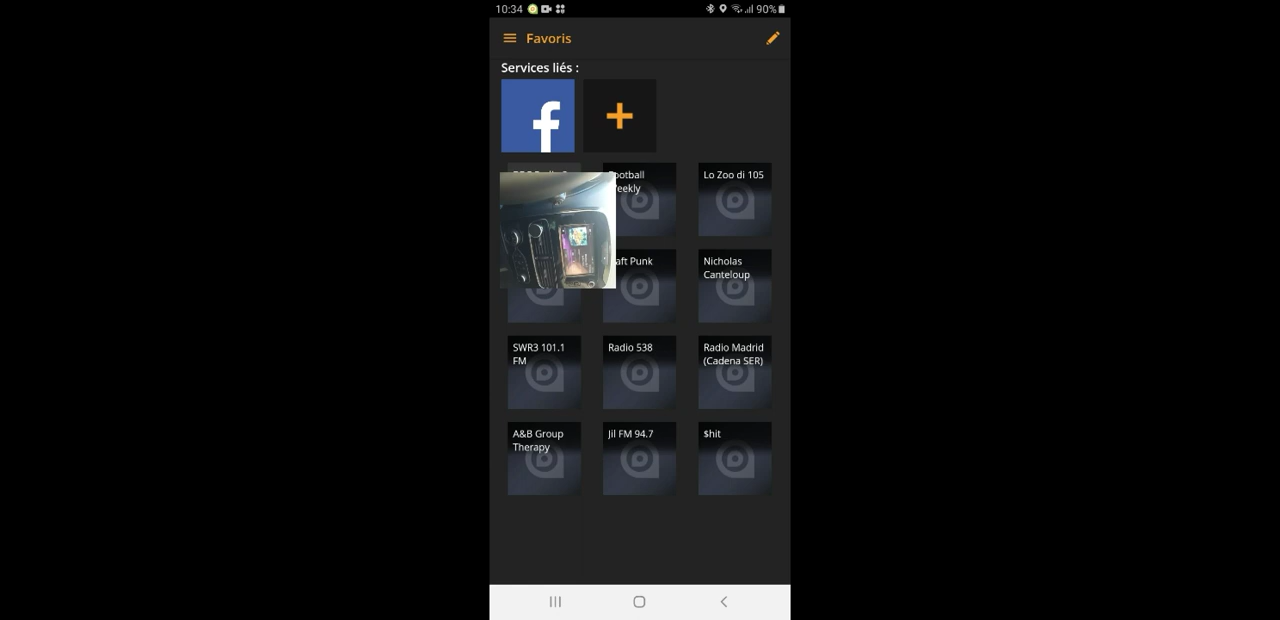 10:34
90%
Favoris
Services liés :
Lo Zoo di 105
Nicholas
Canteloup
SWR3 101.1
FM
Radio 538
Radio Madrid
(Cadena SER)
A&B Group
Therapy
Jil FM 94.7
$hit